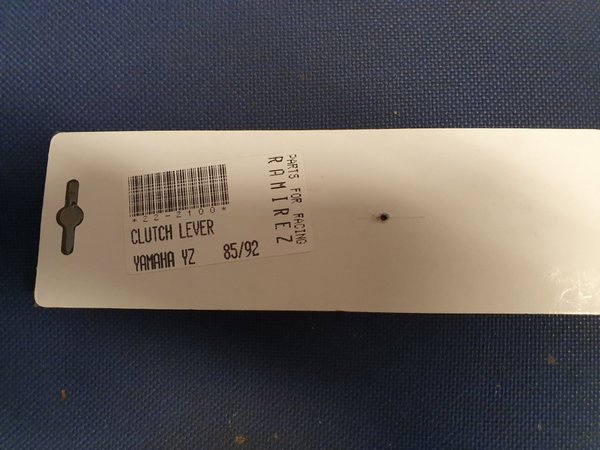 *22-2100*
CLUTCH LEVER
YAMAHA YZ 85/92
PARTS FOR RACING
RAMIREZ